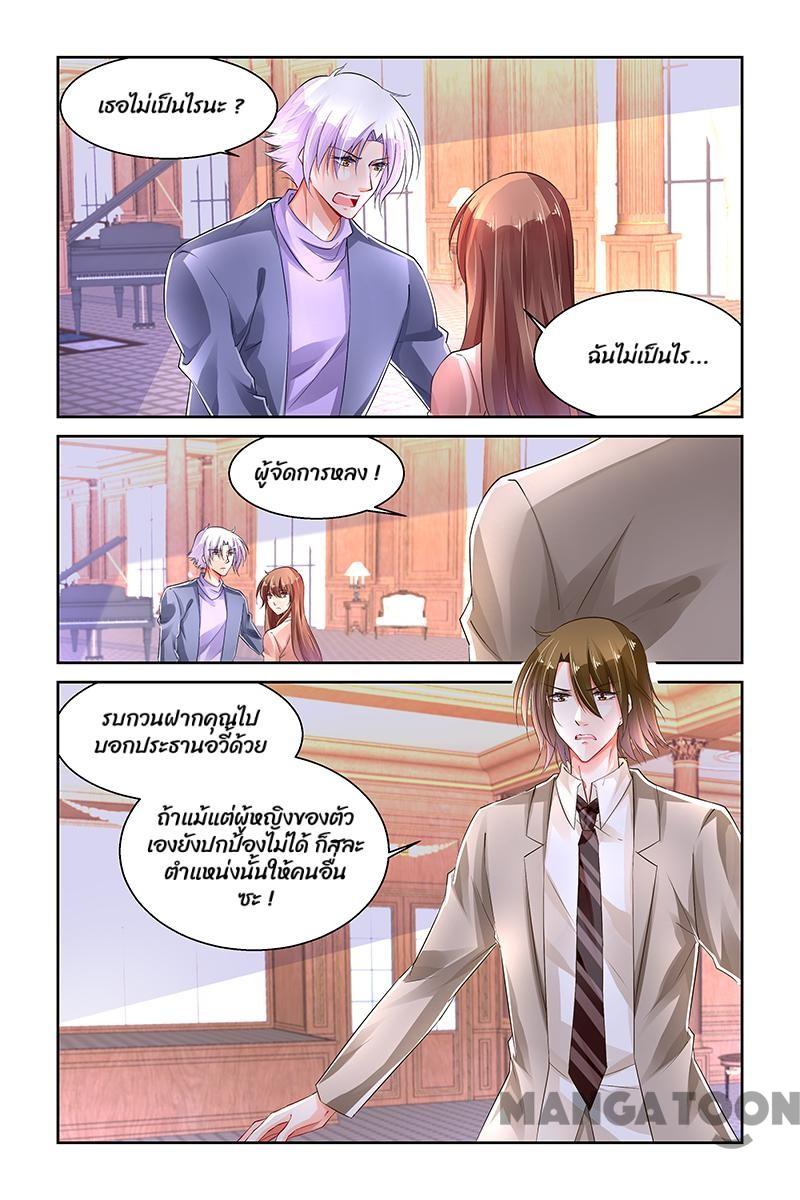 เธอไม่เป็นไรนะ ?
ฉันไม่เป็นไร...
ผู้จัดการหลง !
รบกวนฝากคุณไป
บอกประธานอวี้ด้วย
ถ้าแม้แต่ผู้หญิงของตัว
เองยังปกป้องไม่ได้ ก็สละ
ตำแหน่งนั้นให้คนอื่น
ซะ !
MANGATOON